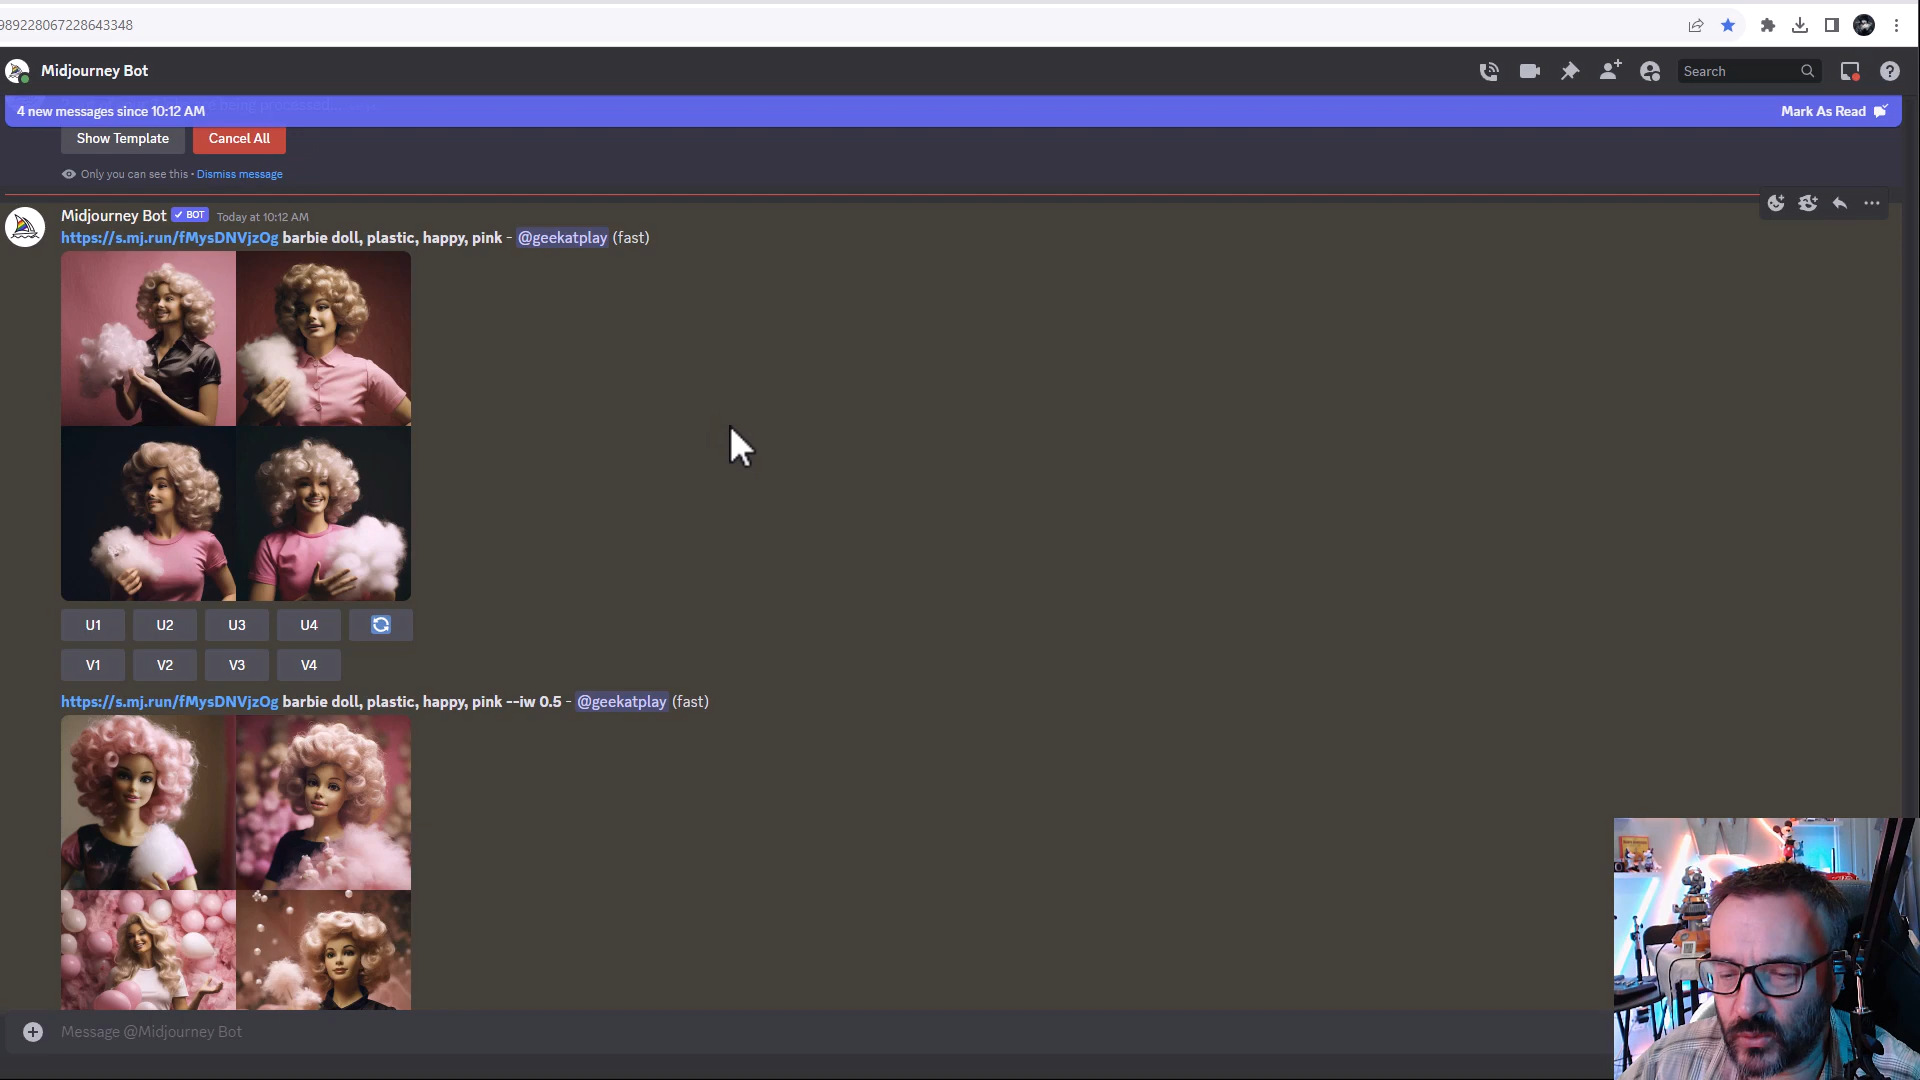 989228067228643348
Midjourney Bot
Search
being processed...
4 new messages since 10:12 AM
Mark As Read
Show Template
Cancel All
Only you can see this • Dismiss message
Midjourney Bot ✓ BOT Today at 10:12 AM
https://s.mj.run/fMysDNVjzOg barbie doll, plastic, happy, pink - @geekatplay (fast)
U1 U2 U3 U4
V1 V2 V3 V4
https://s.mj.run/fMysDNVjzOg barbie doll, plastic, happy, pink --iw 0.5 - @geekatplay (fast)
Message @Midjourney Bot